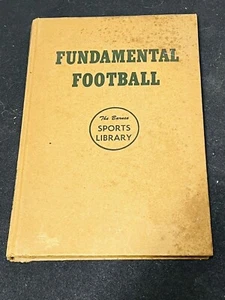 FUNDAMENTAL
FOOTBALL
The Barnes
SPORTS
LIBRARY